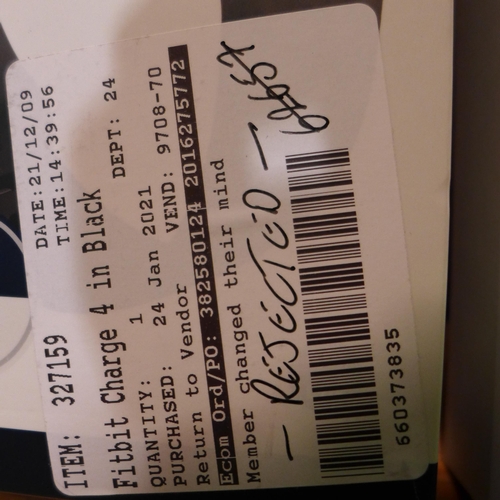 DATE:21/12/09
TIME:14:39:56
ITEM: 327159
Fitbit Charge 4 in Black
QUANTITY: 1 DEPT: 24
PURCHASED: 24 Jan 2021
Return to Vendor VEND: 9708-70
Ecom Ord/PO: 382580124 2016275772
Member changed their mind
— REJECTED —
660373835